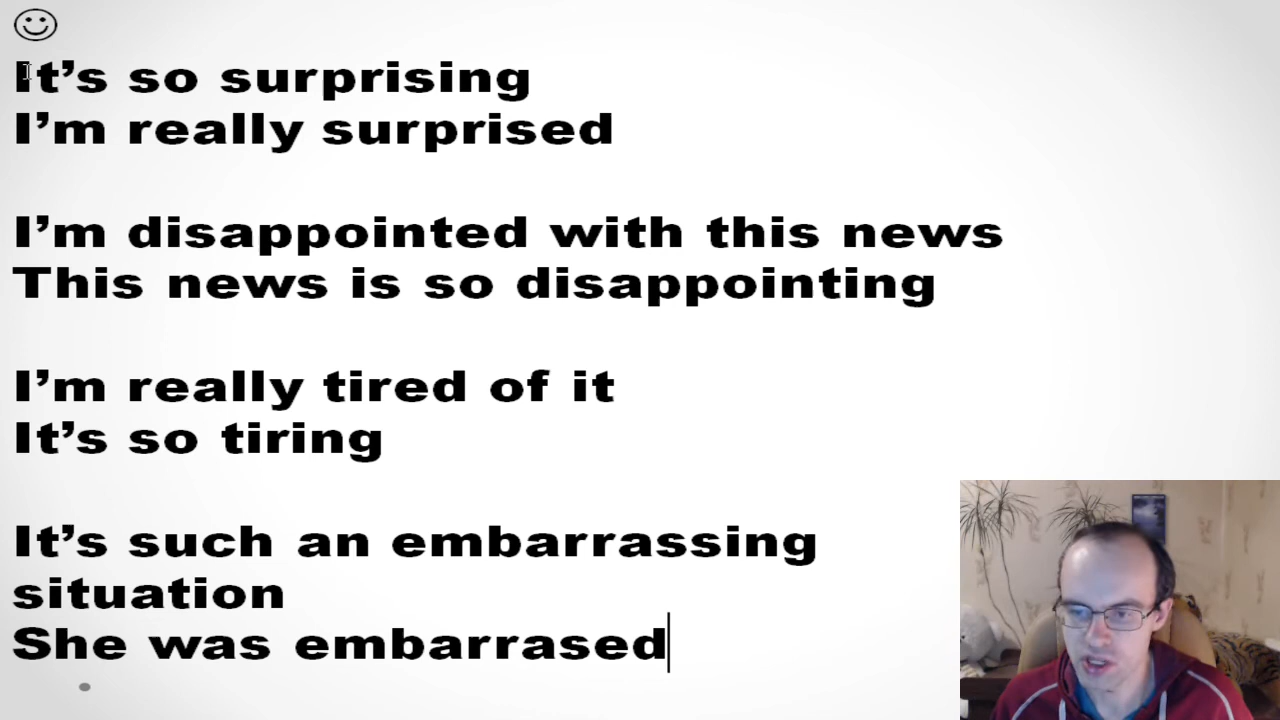 It’s so surprising
I’m really surprised
I’m disappointed with this news
This news is so disappointing
I’m really tired of it
It’s so tiring
It’s such an embarrassing
situation
She was embarrased